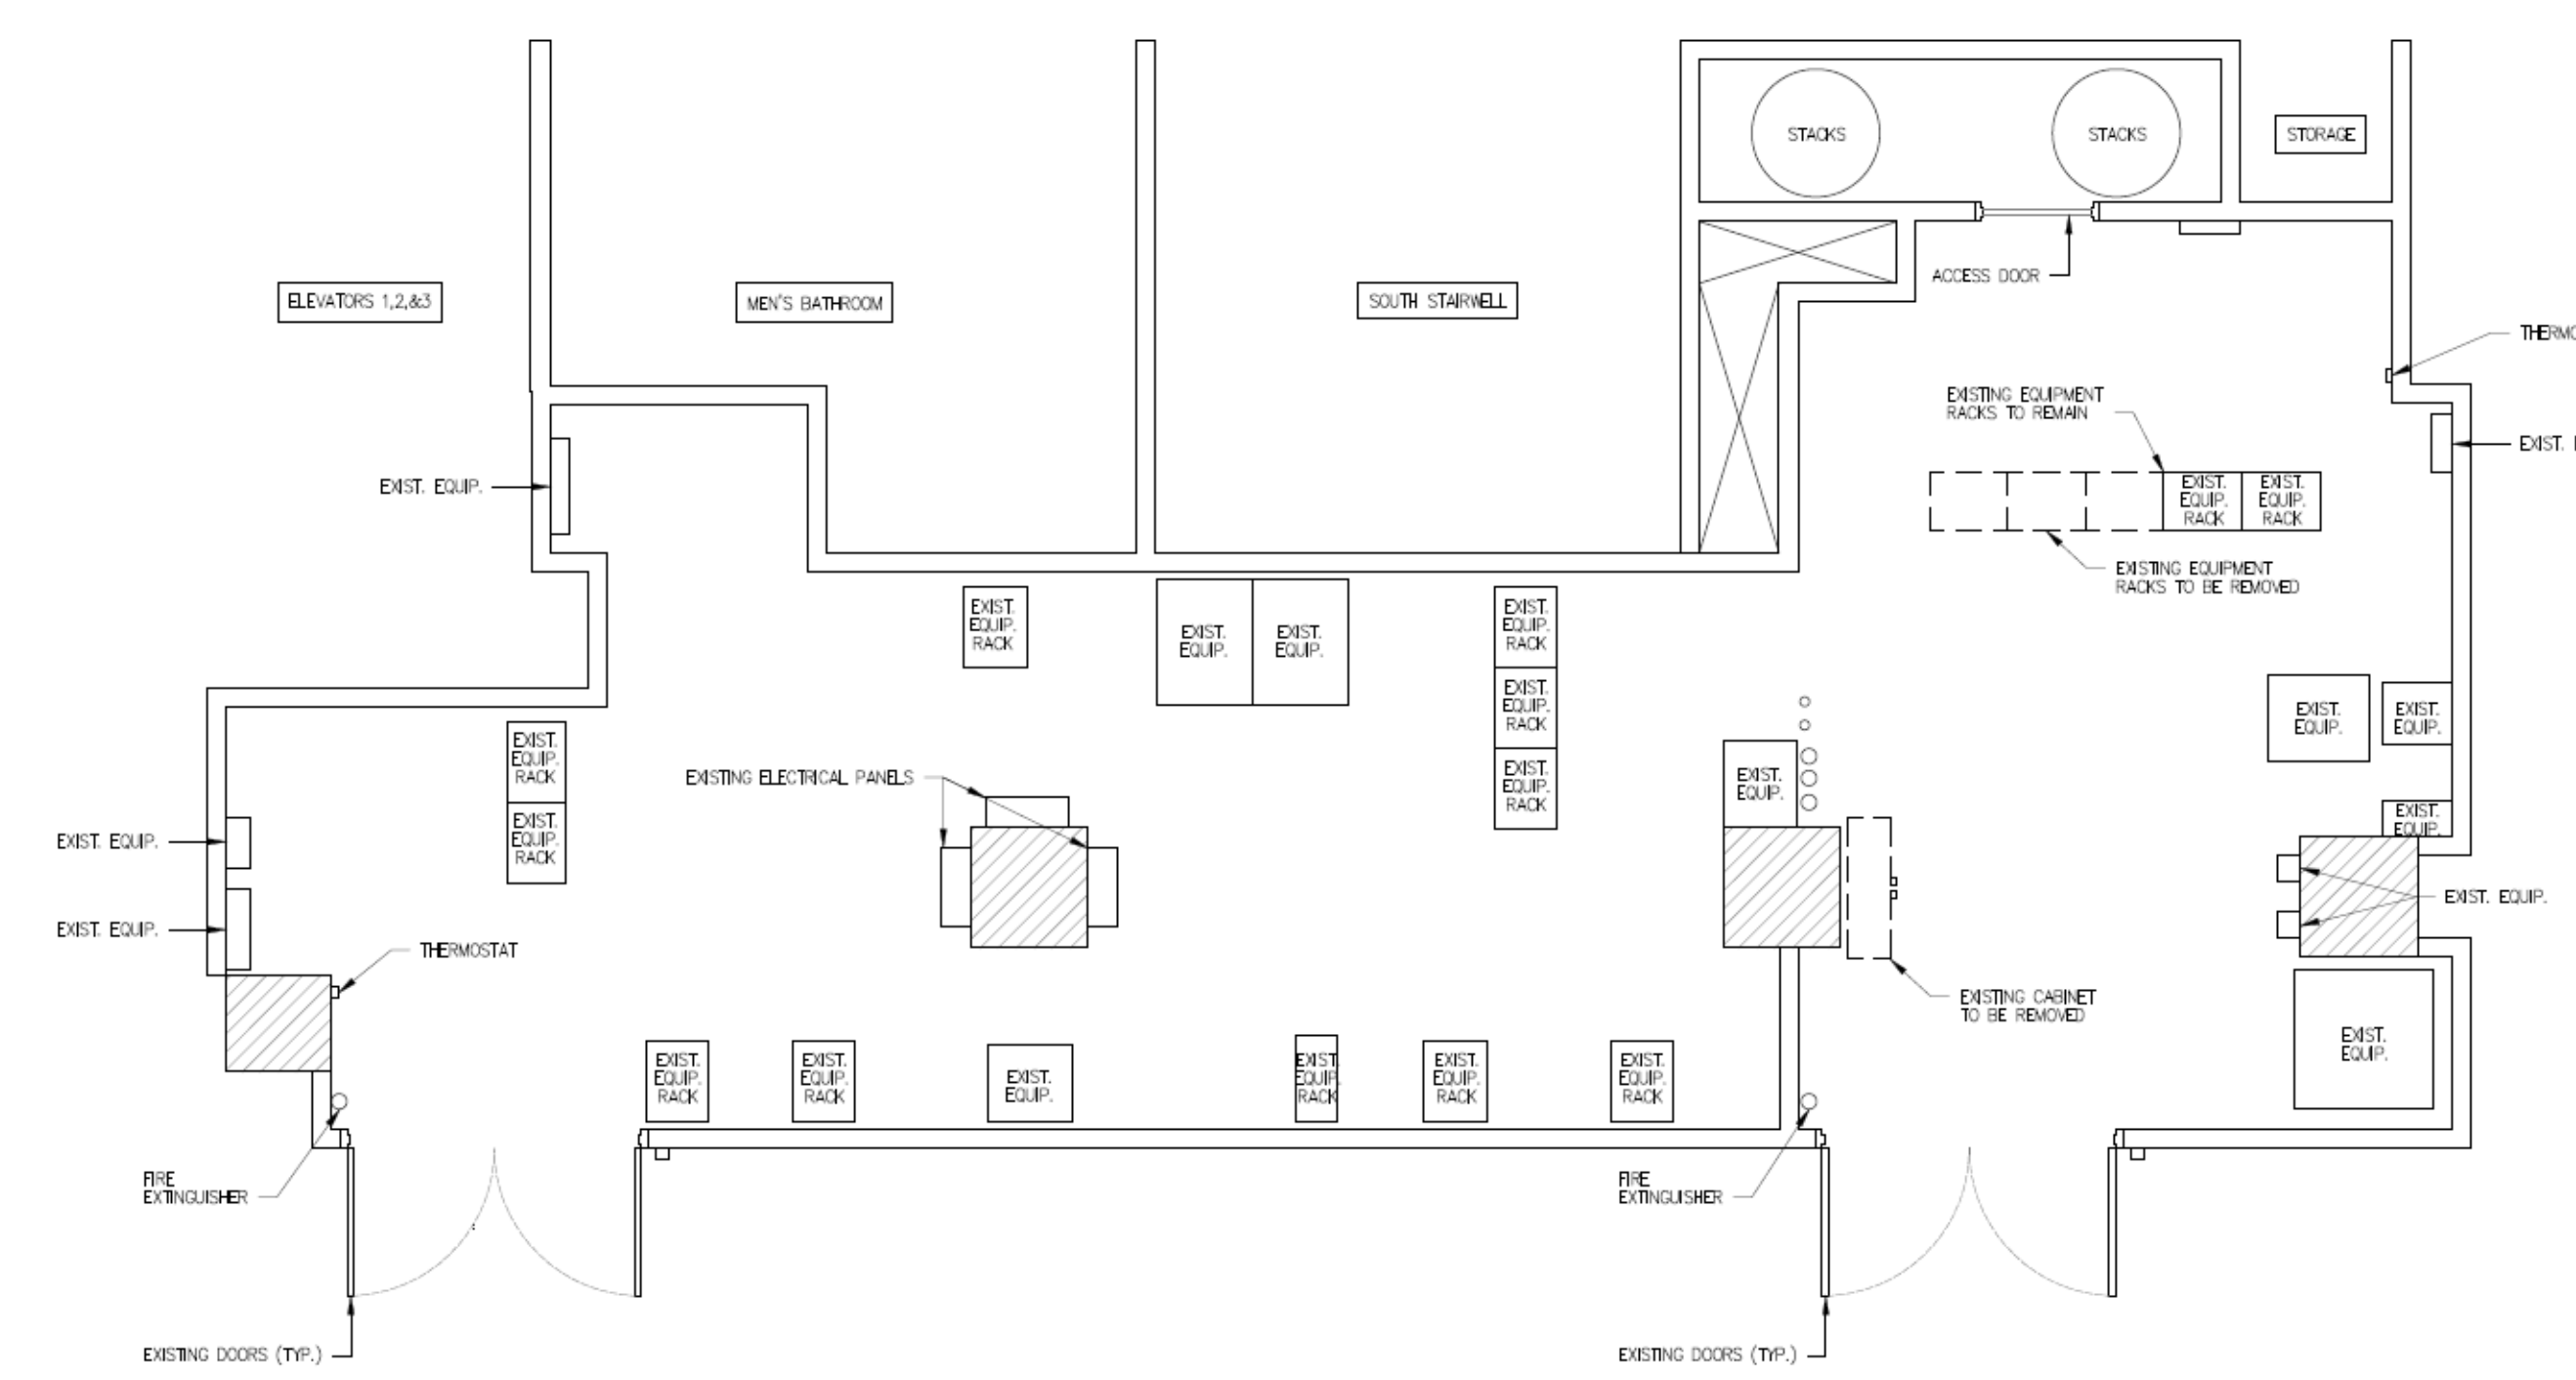 STACKS
STACKS
STORAGE
ELEVATORS 1,2,&3
MEN'S BATHROOM
SOUTH STAIRWELL
ACCESS DOOR
THERMO
EXISTING EQUIPMENT
RACKS TO REMAIN
EXIST.
EXIST. EQUIP.
EXIST.
EQUIP.
RACK
EXIST.
EQUIP.
RACK
EXISTING EQUIPMENT
RACKS TO BE REMOVED
EXIST.
EQUIP.
RACK
EXIST.
EQUIP.
EXIST.
EQUIP.
EXIST.
EQUIP.
RACK
EXIST.
EQUIP.
RACK
EXIST.
EQUIP.
RACK
EXIST.
EQUIP.
EXIST.
EQUIP.
EXIST.
EQUIP.
RACK
EXIST.
EQUIP.
RACK
EXISTING ELECTRICAL PANELS
EXIST.
EQUIP.
EXIST.
EQUIP.
EXIST. EQUIP.
EXIST. EQUIP.
EXIST. EQUIP.
THERMOSTAT
EXISTING CABINET
TO BE REMOVED
EXIST.
EQUIP.
EXIST.
EQUIP.
RACK
EXIST.
EQUIP.
RACK
EXIST.
EQUIP.
EXIST.
EQUIP.
RACK
EXIST.
EQUIP.
RACK
EXIST.
EQUIP.
RACK
FIRE
EXTINGUISHER
FIRE
EXTINGUISHER
EXISTING DOORS (TYP.)
EXISTING DOORS (TYP.)